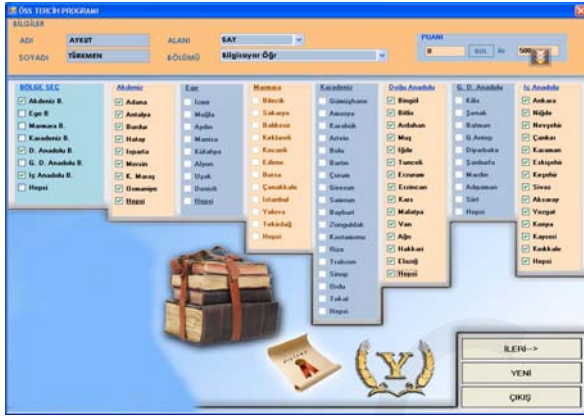 ÖSS TERCİH PROGRAMI
BİLGİLER
ADI AYKUT ALANI SAY PUANI
SOYADI TÜRKMEN BÖLÜMÜ Bilgisayar Öğr 0 BUL ile 500
BÖLGE SEÇ
Akdeniz B.
Ege B
Marmara B.
Karadeniz B.
D. Anadolu B.
G. D. Anadolu B.
İç Anadolu B.
Hepsi
Akdeniz
Adana
Antalya
Burdur
Hatay
Isparta
Mersin
K. Maraş
Osmaniye
Hepsi
Ege
İzmir
Muğla
Aydın
Manisa
Kütahya
Afyon
Uşak
Denizli
Hepsi
Marmara
Bilecik
Sakarya
Balıkesir
Kırklareli
Kocaeli
Edirne
Bursa
Çanakkale
İstanbul
Yalova
Tekirdağ
Hepsi
Karadeniz
Gümüşhane
Amasya
Karabük
Artvin
Bolu
Bartın
Çorum
Giresun
Samsun
Bayburt
Zonguldak
Kastamonu
Rize
Trabzon
Sinop
Ordu
Tokat
Hepsi
Doğu Anadolu
Bingöl
Bitlis
Ardahan
Muş
Iğdır
Tunceli
Erzurum
Erzincan
Kars
Malatya
Van
Ağrı
Hakkari
Elazığ
Hepsi
G. D. Anadolu
Kilis
Şırnak
Batman
G. Antep
Diyarbakır
Şanlıurfa
Mardin
Adıyaman
Siirt
Hepsi
İç Anadolu
Ankara
Niğde
Nevşehir
Çankırı
Karaman
Eskişehir
Kırşehir
Sivas
Aksaray
Yozgat
Konya
Kayseri
Kırıkkale
Hepsi
Y
İLERİ-->
YENİ
ÇIKIŞ